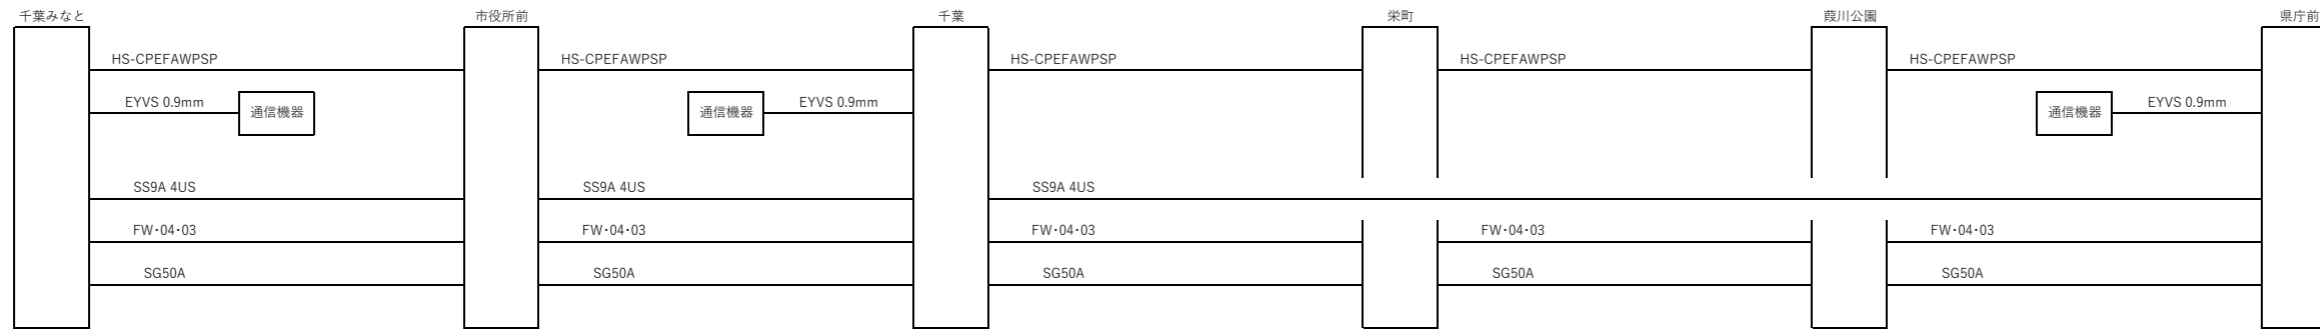 千葉みなと
市役所前
千葉
栄町
葭川公園
県庁前
HS-CPEFAWPSP
HS-CPEFAWPSP
HS-CPEFAWPSP
HS-CPEFAWPSP
HS-CPEFAWPSP
EYVS 0.9mm
通信機器
通信機器
EYVS 0.9mm
通信機器
EYVS 0.9mm
SS9A 4US
SS9A 4US
SS9A 4US
FW・04・03
FW・04・03
FW・04・03
FW・04・03
FW・04・03
SG50A
SG50A
SG50A
SG50A
SG50A